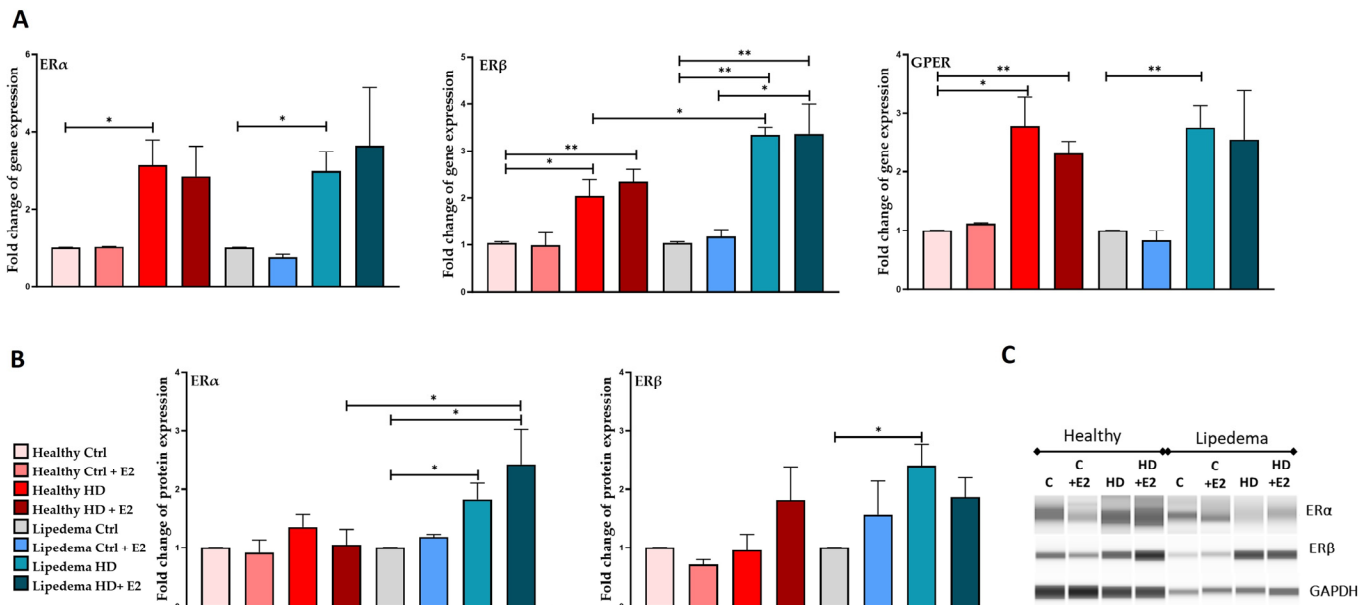 A
Fold change of gene expression
ERα
6
4
2
0
*
*
Fold change of gene expression
ERβ
5
4
3
2
1
0
**
*
*
**
**
*
Fold change of gene expression
GPER
4
3
2
1
0
**
*
**
B
Healthy Ctrl
Healthy Ctrl + E2
Healthy HD
Healthy HD + E2
Lipedema Ctrl
Lipedema Ctrl + E2
Lipedema HD
Lipedema HD+ E2
Fold change of protein expression
ERα
4
3
2
1
*
*
*
Fold change of protein expression
ERβ
4
3
2
1
*
C
Healthy Lipedema
C C +E2 HD HD +E2 C C +E2 HD HD +E2
ERα
ERβ
GAPDH